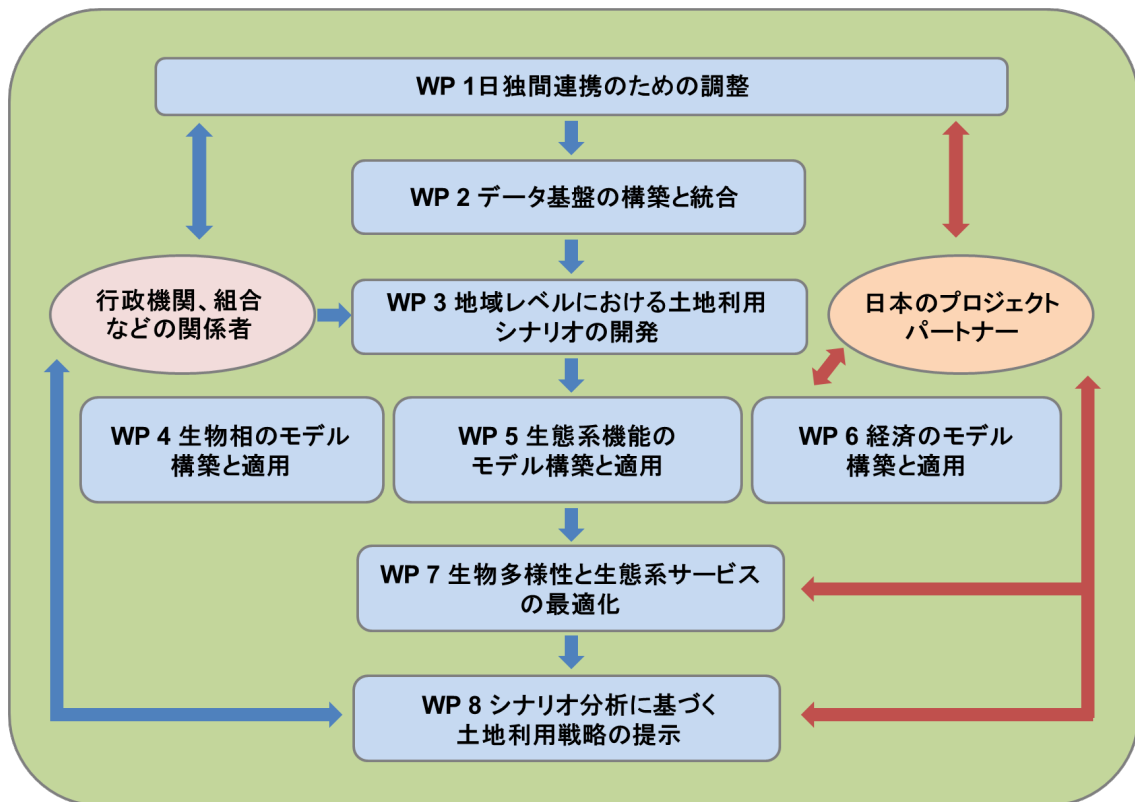 WP 1日独間連携のための調整
WP 2 データ基盤の構築と統合
行政機関、組合
などの関係者
WP 3 地域レベルにおける土地利用
シナリオの開発
日本のプロジェクト
パートナー
WP 4 生物相のモデル
構築と適用
WP 5 生態系機能の
モデル構築と適用
WP 6 経済のモデル
構築と適用
WP 7 生物多様性と生態系サービス
の最適化
WP 8 シナリオ分析に基づく
土地利用戦略の提示